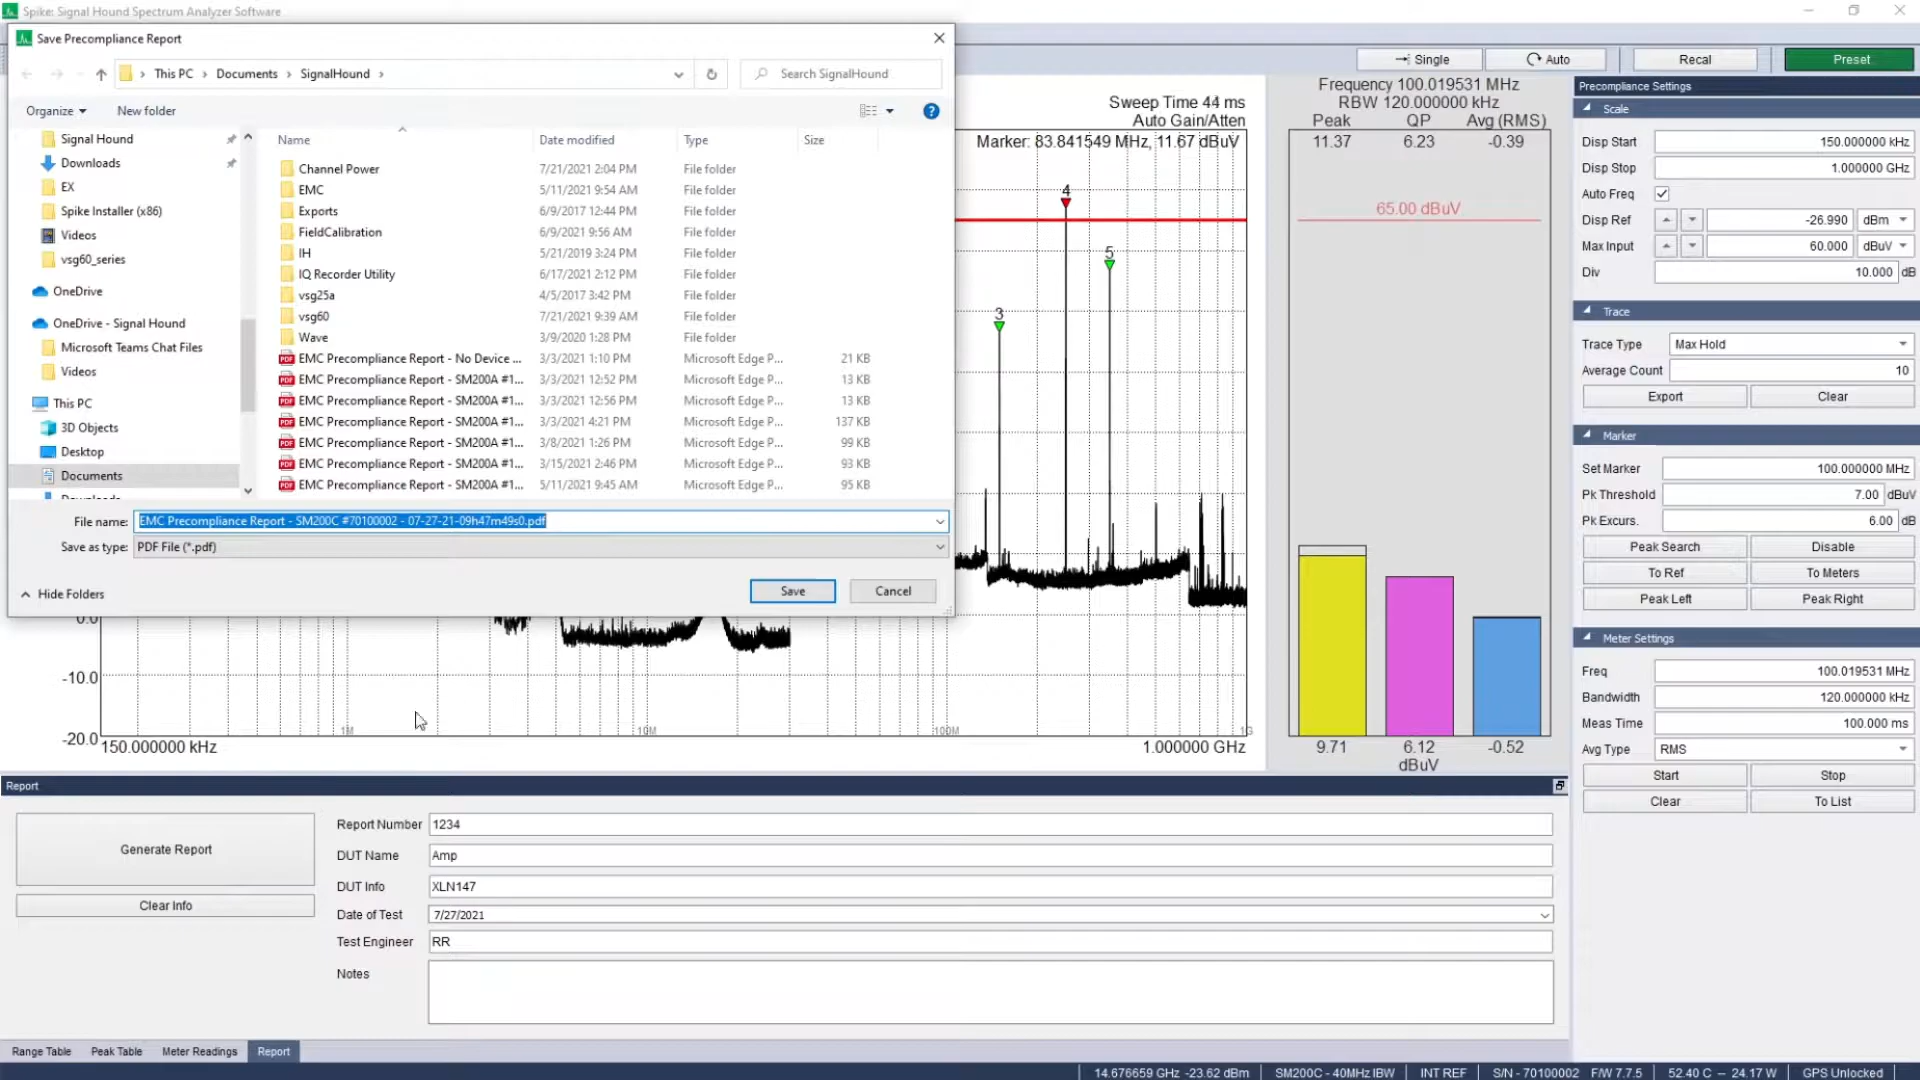 Spike: Signal Hound Spectrum Analyzer Software
Save Precompliance Report
This PC > Documents > SignalHound >
Search SignalHound
Organize
New folder
Signal Hound
Downloads
EX
Spike Installer (x86)
Videos
vsg60_series
OneDrive
OneDrive - Signal Hound
Microsoft Teams Chat Files
Videos
This PC
3D Objects
Desktop
Documents
Name Date modified Type Size
Channel Power 7/21/2021 2:04 PM File folder
EMC 5/11/2021 9:54 AM File folder
Exports 6/9/2017 12:44 PM File folder
FieldCalibration 6/9/2021 9:56 AM File folder
IH 5/21/2019 3:24 PM File folder
IQ Recorder Utility 6/17/2021 2:12 PM File folder
vsg25a 4/5/2017 3:42 PM File folder
vsg60 7/21/2021 9:39 AM File folder
Wave 3/9/2020 1:28 PM File folder
EMC Precompliance Report - No Device ... 3/3/2021 1:10 PM Microsoft Edge P... 21 KB
EMC Precompliance Report - SM200A #1... 3/3/2021 12:52 PM Microsoft Edge P... 13 KB
EMC Precompliance Report - SM200A #1... 3/3/2021 12:56 PM Microsoft Edge P... 13 KB
EMC Precompliance Report - SM200A #1... 3/3/2021 4:21 PM Microsoft Edge P... 137 KB
EMC Precompliance Report - SM200A #1... 3/8/2021 1:26 PM Microsoft Edge P... 99 KB
EMC Precompliance Report - SM200A #1... 3/15/2021 2:46 PM Microsoft Edge P... 93 KB
EMC Precompliance Report - SM200A #1... 5/11/2021 9:45 AM Microsoft Edge P... 95 KB
File name: EMC Precompliance Report - SM200C #70100002 - 07-27-21-09h47m49s0.pdf
Save as type: PDF File (*.pdf)
Hide Folders
Save
Cancel
Sweep Time 44 ms
Auto Gain/Atten
Marker: 83.841549 MHz, 11.67 dBuV
4
5
3
0.0
-10.0
-20.0
1M 10M 100M
150.000000 kHz
1.000000 GHz
Single Auto Recal Preset
Frequency 100.019531 MHz
RBW 120.000000 kHz
Peak QP Avg (RMS)
11.37 6.23 -0.39
65.00 dBuV
9.71 6.12 -0.52
dBuV
Precompliance Settings
Scale
Disp Start 150.000000 kHz
Disp Stop 1.000000 GHz
Auto Freq
Disp Ref -26.990 dBm
Max Input 60.000 dBuV
Div 10.000 dB
Trace
Trace Type Max Hold
Average Count 10
Export Clear
Marker
Set Marker 100.000000 MHz
Pk Threshold 7.00 dBuV
Pk Excurs. 6.00 dB
Peak Search Disable
To Ref To Meters
Peak Left Peak Right
Meter Settings
Freq 100.019531 MHz
Bandwidth 120.000000 kHz
Meas Time 100.000 ms
Avg Type RMS
Start Stop
Clear To List
Report
Generate Report
Clear Info
Report Number 1234
DUT Name Amp
DUT Info XLN147
Date of Test 7/27/2021
Test Engineer RR
Notes
Range Table Peak Table Meter Readings Report
14.676659 GHz -23.62 dBm SM200C - 40MHz IBW INT REF S/N - 70100002 F/W 7.7.5 52.40 C -- 24.17 W GPS Unlocked